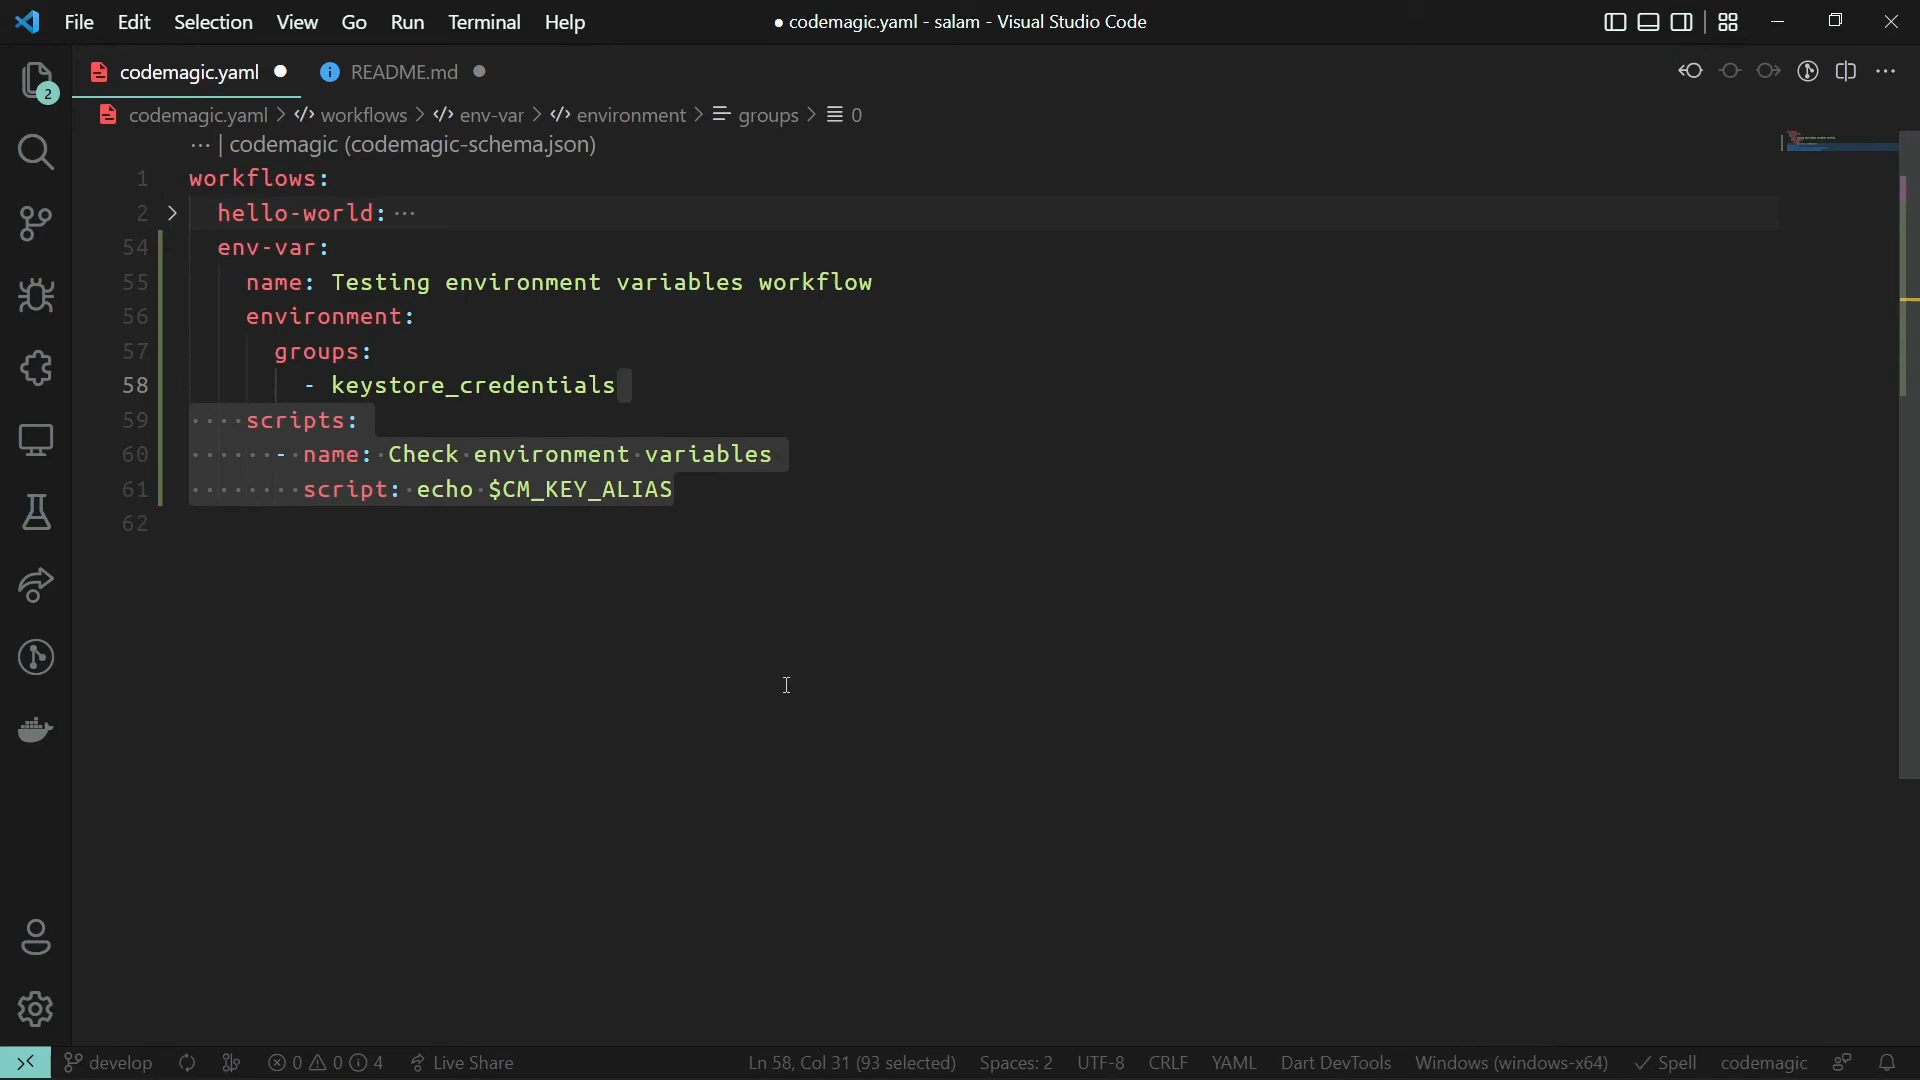 File Edit Selection View Go Run Terminal Help
● codemagic.yaml - salam - Visual Studio Code
2
codemagic.yaml ●
README.md ●
codemagic.yaml > workflows > env-var > environment > groups > 0
··· | codemagic (codemagic-schema.json)
1 workflows:
2 hello-world: ···
54 env-var:
55 name: Testing environment variables workflow
56 environment:
57 groups:
58 - keystore_credentials
59 scripts:
60 - name: Check environment variables
61 script: echo $CM_KEY_ALIAS
62
develop 0 0 4 Live Share Ln 58, Col 31 (93 selected) Spaces: 2 UTF-8 CRLF YAML Dart DevTools Windows (windows-x64) Spell codemagic